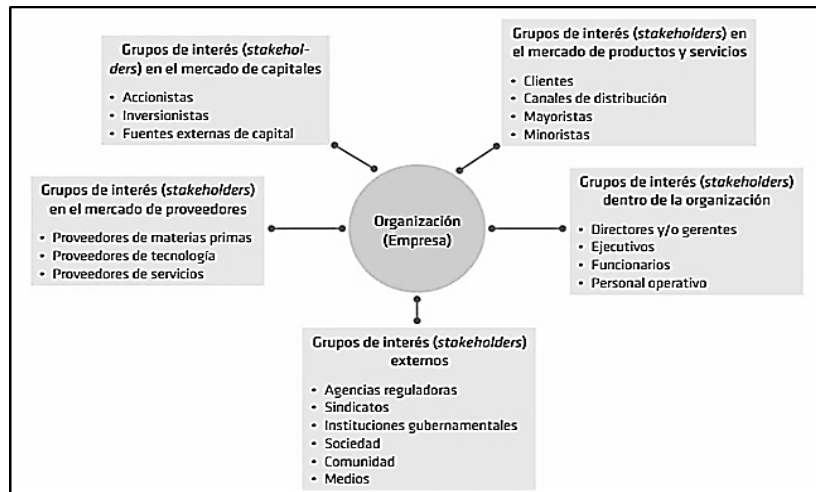 Grupos de interés (stakehol-
ders) en el mercado de capitales
• Accionistas
• Inversionistas
• Fuentes externas de capital
Grupos de interés (stakeholders) en
el mercado de productos y servicios
• Clientes
• Canales de distribución
• Mayoristas
• Minoristas
Grupos de interés (stakeholders)
en el mercado de proveedores
• Proveedores de materias primas
• Proveedores de tecnología
• Proveedores de servicios
Organización
(Empresa)
Grupos de interés (stakeholders)
dentro de la organización
• Directores y/o gerentes
• Ejecutivos
• Funcionarios
• Personal operativo
Grupos de interés (stakeholders)
externos
• Agencias reguladoras
• Sindicatos
• Instituciones gubernamentales
• Sociedad
• Comunidad
• Medios